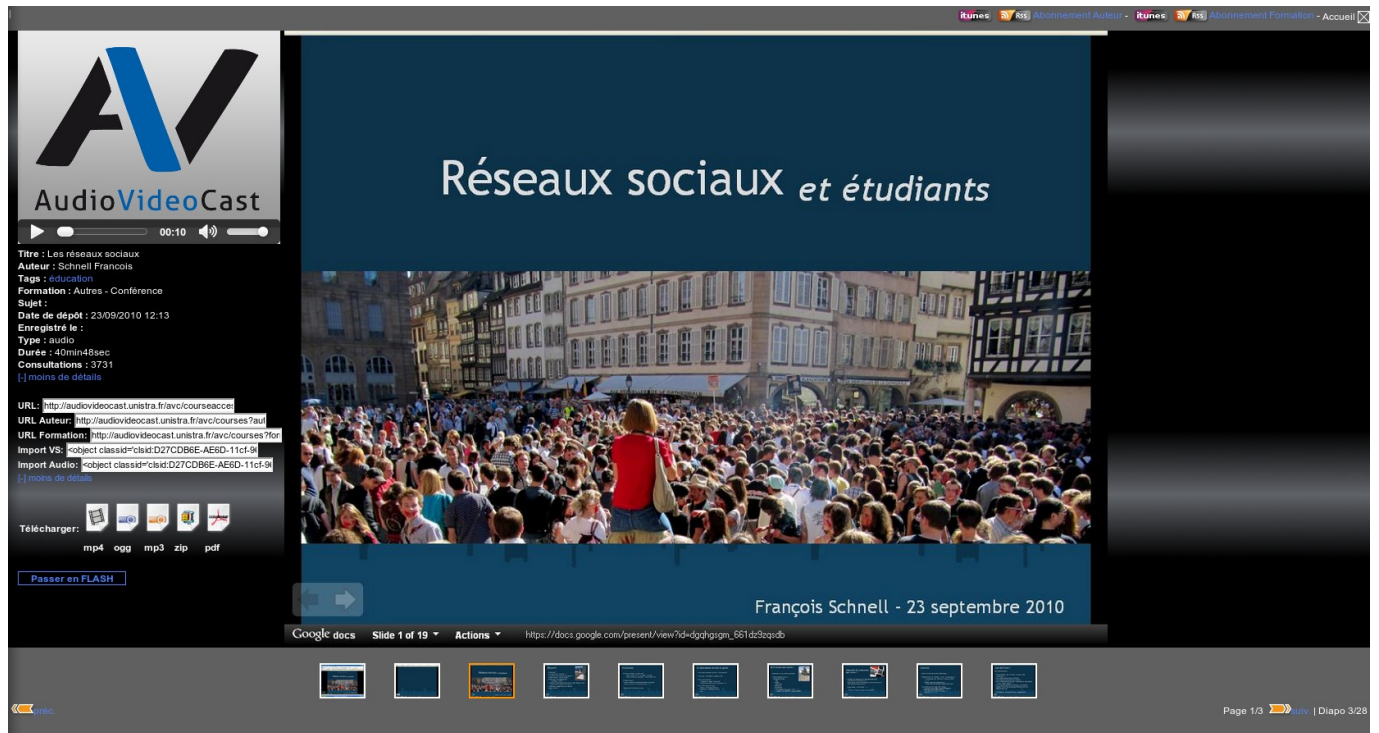 itunes RSS Abonnement Auteur - itunes RSS Abonnement Formation - Accueil
AV
AudioVideoCast
00:10
Titre : Les réseaux sociaux
Auteur : Schnell Francois
Tags : éducation
Formation : Autres - Conférence
Sujet :
Date de dépôt : 23/09/2010 12:13
Enregistré le :
Type : audio
Durée : 40min48sec
Consultations : 3731
[-] moins de détails
URL: http://audiovideocast.unistra.fr/avc/courseacces
URL Auteur: http://audiovideocast.unistra.fr/avc/courses?aut
URL Formation: http://audiovideocast.unistra.fr/avc/courses?for
Import VS: <object classid='clsid:D27CDB6E-AE6D-11cf-96
Import Audio: <object classid='clsid:D27CDB6E-AE6D-11cf-96
[-] moins de détails
Télécharger:
mp4 ogg mp3 zip pdf
Passer en FLASH
Réseaux sociaux et étudiants
François Schnell - 23 septembre 2010
Google docs Slide 1 of 19 Actions https://docs.google.com/present/view?id=dgqhgsgm_661dz9zqsdb
préc.
Page 1/3 suiv. | Diapo 3/28